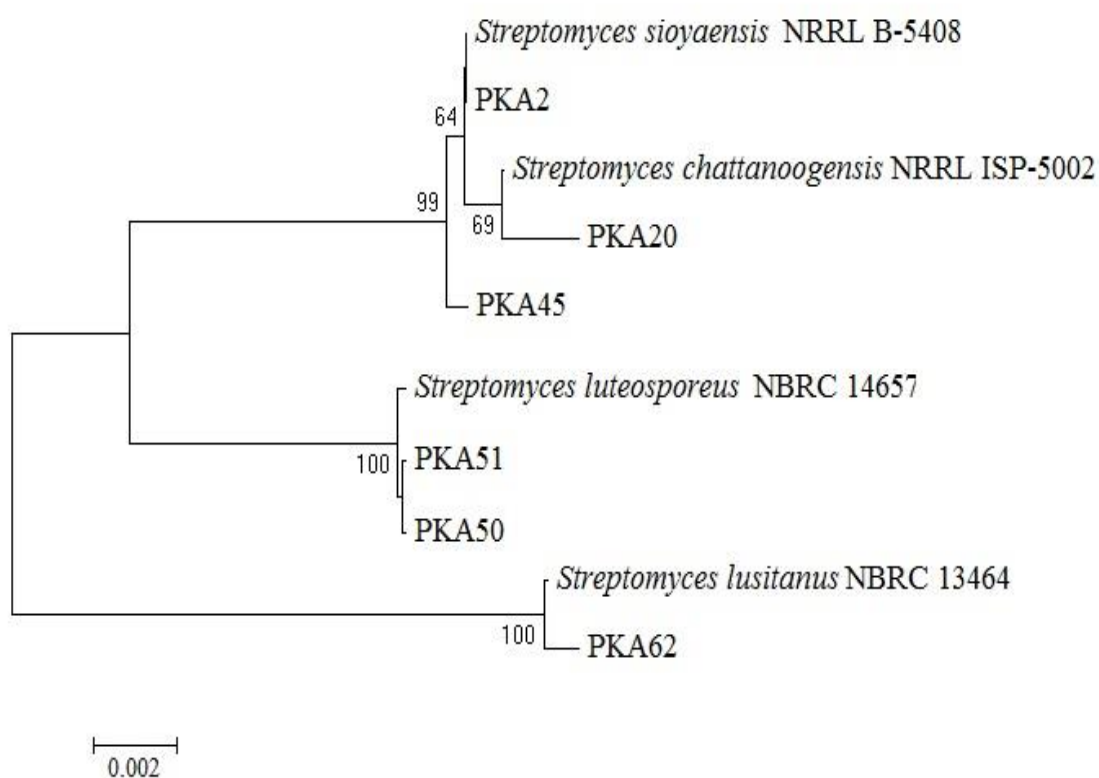 Streptomyces sioyaensis NRRL B-5408
PKA2
64
Streptomyces chattanoogensis NRRL ISP-5002
99
69
PKA20
PKA45
Streptomyces luteosporeus NBRC 14657
PKA51
100
PKA50
Streptomyces lusitanus NBRC 13464
100
PKA62
0.002